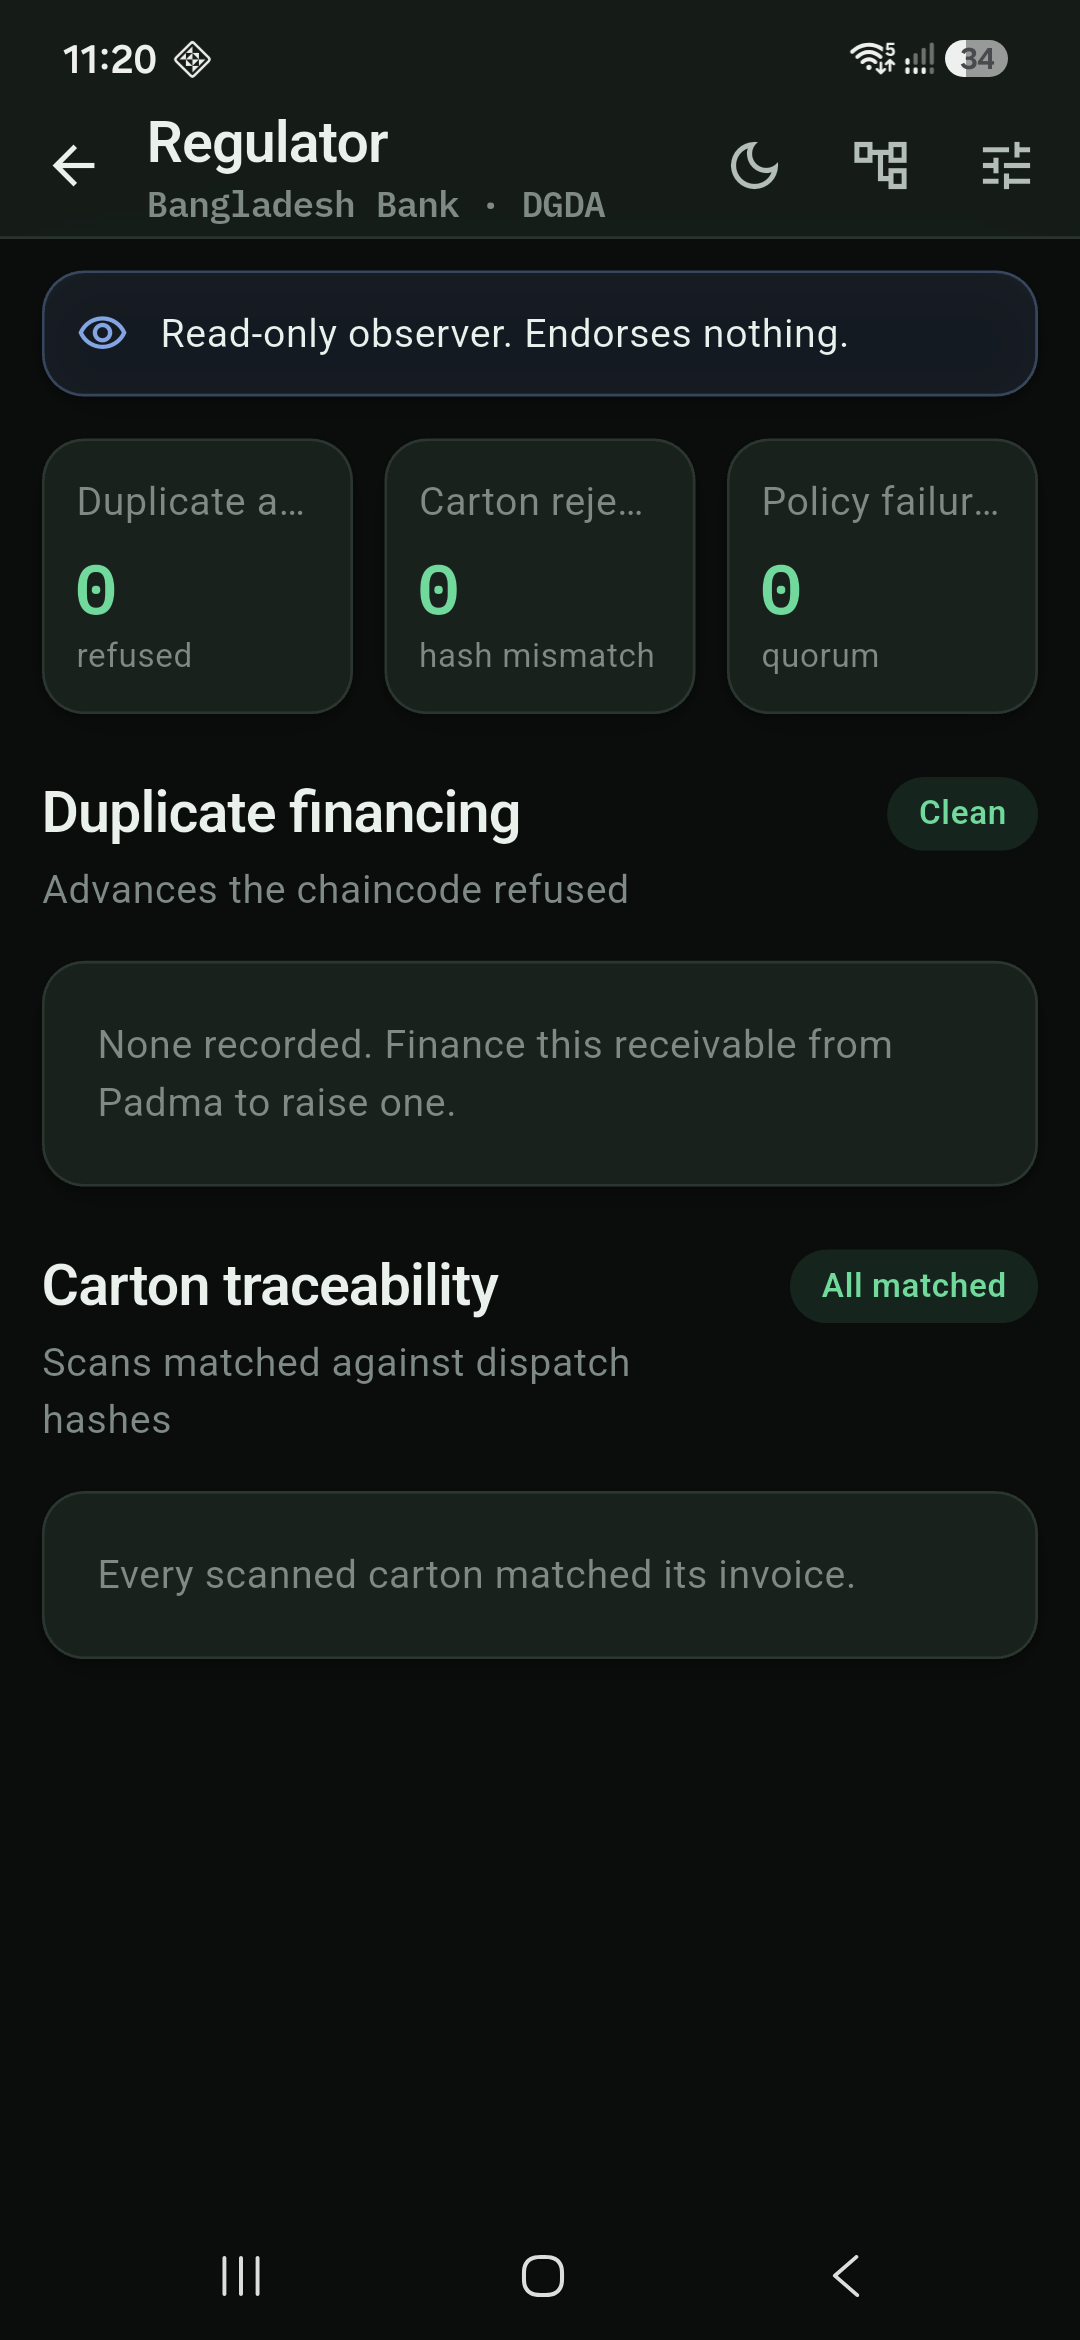 11:20
5
34
Regulator
Bangladesh Bank · DGDA
Read-only observer. Endorses nothing.
Duplicate a...
0
refused
Carton reje...
0
hash mismatch
Policy failur...
0
quorum
Duplicate financing
Clean
Advances the chaincode refused
None recorded. Finance this receivable from
Padma to raise one.
Carton traceability
All matched
Scans matched against dispatch
hashes
Every scanned carton matched its invoice.